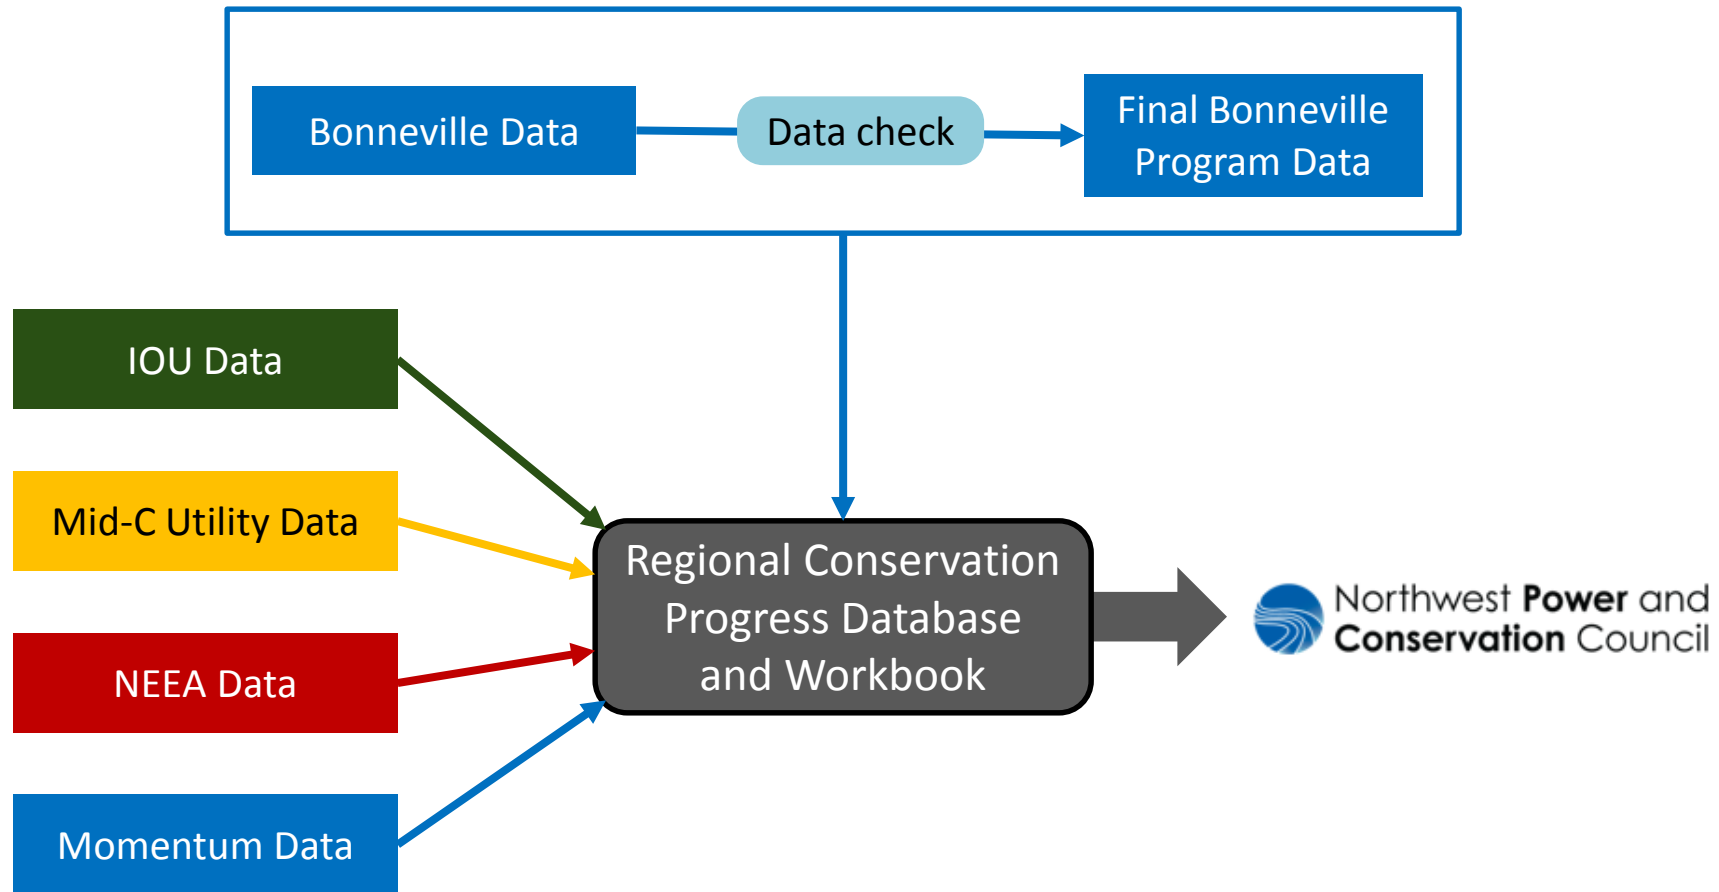 Bonneville Data
Data check
Final Bonneville
Program Data
IOU Data
Mid-C Utility Data
NEEA Data
Momentum Data
Regional Conservation
Progress Database
and Workbook
Northwest Power and
Conservation Council